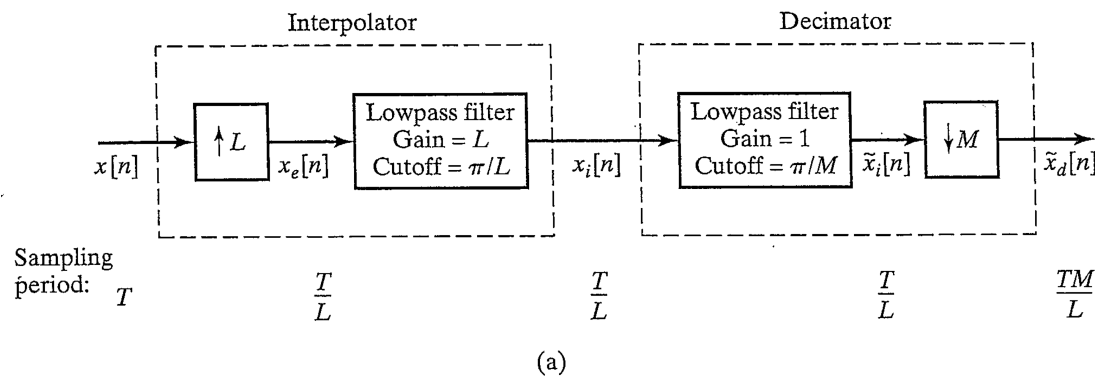 Interpolator
Decimator
↑ L
Lowpass filter
Gain = L
Cutoff = π/L
Lowpass filter
Gain = 1
Cutoff = π/M
↓ M
x[n]
x_e[n]
x_i[n]
x̃_i[n]
x̃_d[n]
Sampling
period:
T
T/L
T/L
T/L
TM/L
(a)